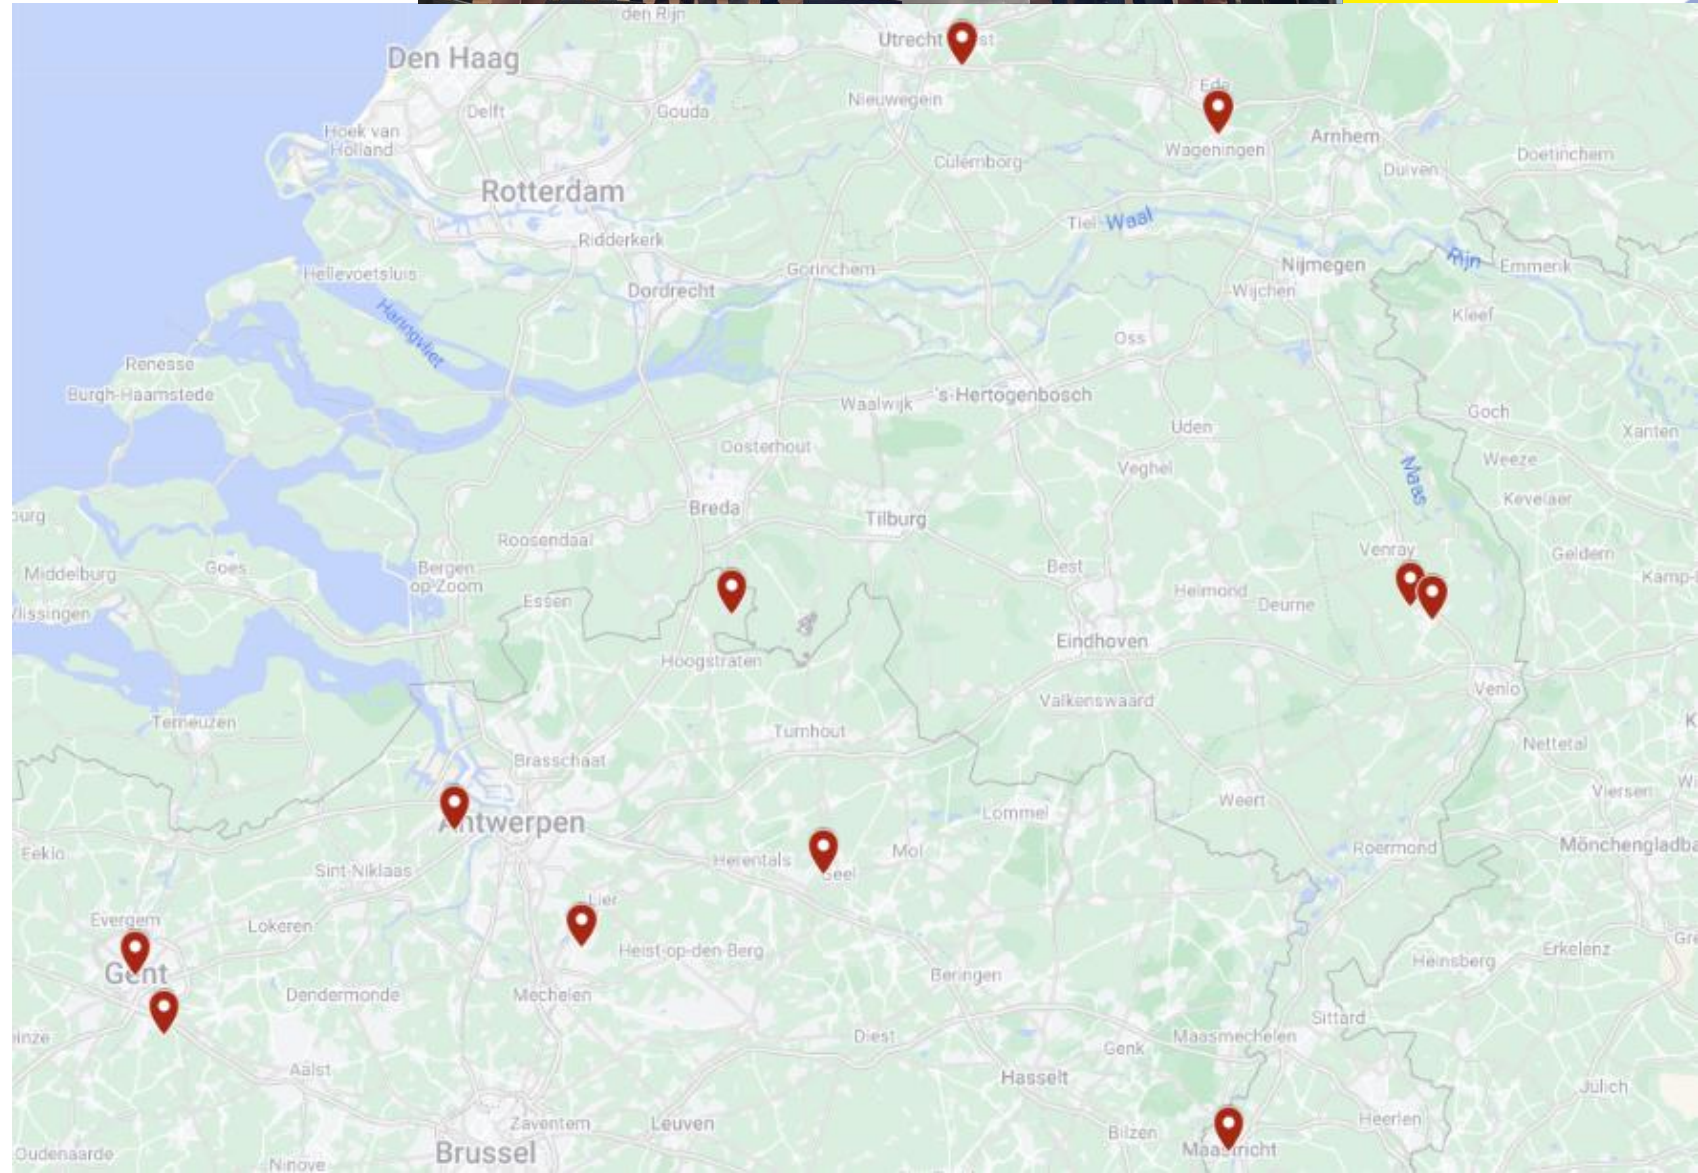 den Rijn
Den Haag
Utrecht
Delft
Gouda
Nieuwegein
Ede
Hoek van
Holland
Wageningen
Arnhem
Culemborg
Duiven
Doetinchem
Rotterdam
Tiel
Waal
Ridderkerk
Rijn
Emmerik
Nijmegen
Gorinchem
Hellevoetsluis
Dordrecht
Wijchen
Kleef
Haringvliet
Oss
Renesse
Burgh-Haamstede
Waalwijk
's-Hertogenbosch
Goch
Uden
Xanten
Oosterhout
Veghel
Weeze
Maas
Kevelaer
Breda
Tilburg
Roosendaal
Venray
Geldern
Middelburg
Goes
Bergen
op Zoom
Best
Helmond
Deurne
Essen
Vlissingen
Eindhoven
Hoogstraten
Venlo
Valkenswaard
Terneuzen
Turnhout
Nettetal
Brasschaat
Viersen
Weert
Lommel
Antwerpen
Roermond
Mönchengladba
Eeklo
Sint-Niklaas
Herentals
Mol
Geel
Lier
Evergem
Lokeren
Heist-op-den-Berg
Erkelenz
Heinsberg
Gent
Beringen
Dendermonde
Mechelen
Sittard
Diest
Maasmechelen
Genk
Aalst
Hasselt
Jülich
Zaventem
Leuven
Heerlen
Bilzen
Maastricht
Brussel
Oudenaarde
Ninove